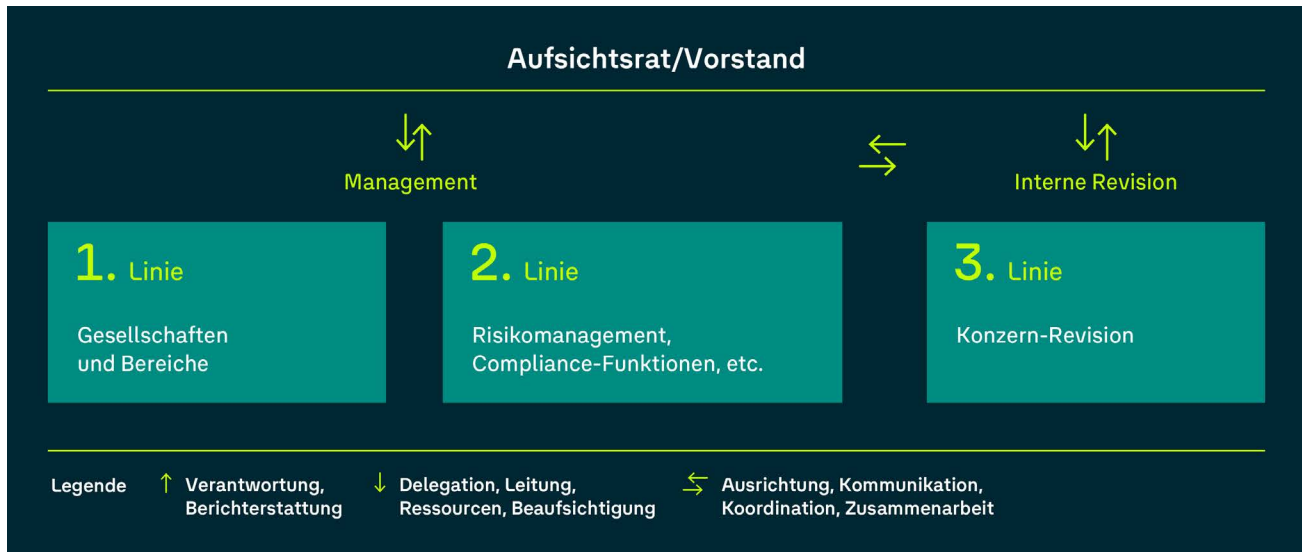 Aufsichtsrat/Vorstand
Management
Interne Revision
1. Linie
Gesellschaften
und Bereiche
2. Linie
Risikomanagement,
Compliance-Funktionen, etc.
3. Linie
Konzern-Revision
Legende
↑ Verantwortung,
Berichterstattung
↓ Delegation, Leitung,
Ressourcen, Beaufsichtigung
⇆ Ausrichtung, Kommunikation,
Koordination, Zusammenarbeit